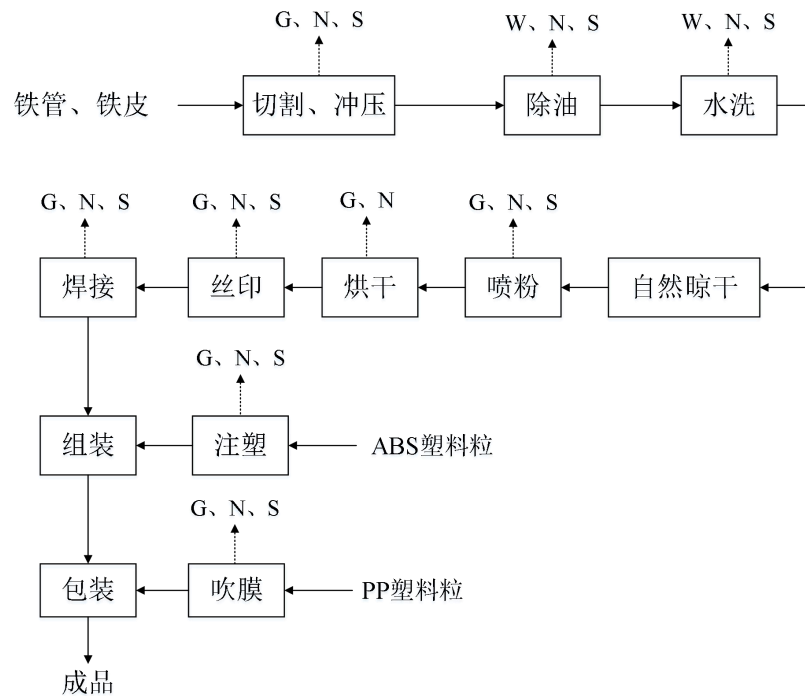 G、N、S
W、N、S
W、N、S
铁管、铁皮
切割、冲压
除油
水洗
G、N、S
G、N、S
G、N
G、N、S
焊接
丝印
烘干
喷粉
自然晾干
G、N、S
组装
注塑
ABS塑料粒
G、N、S
包装
吹膜
PP塑料粒
成品